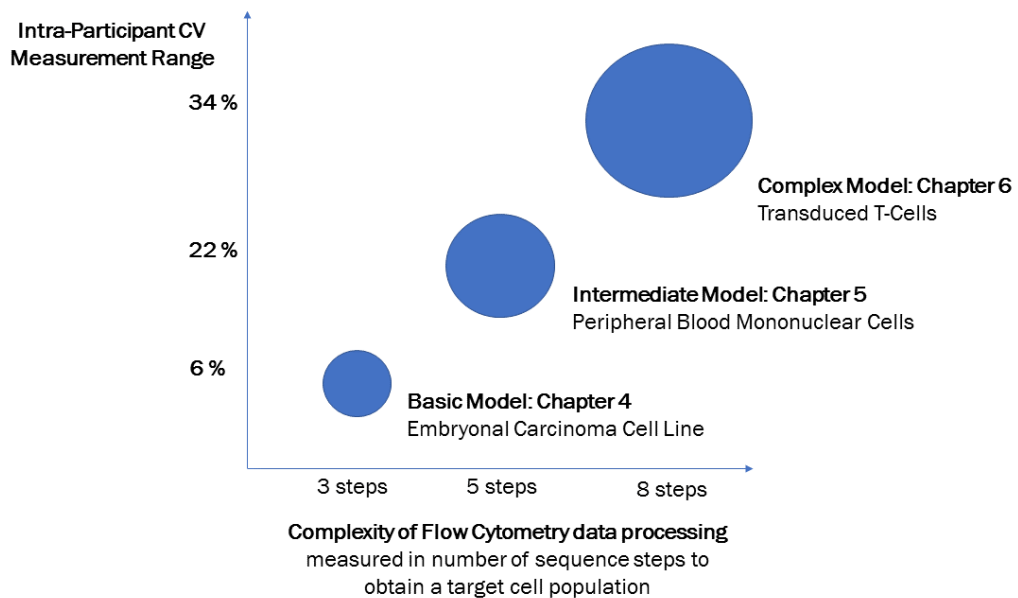 Intra-Participant CV
Measurement Range
34 %
Complex Model: Chapter 6
Transduced T-Cells
22 %
Intermediate Model: Chapter 5
Peripheral Blood Mononuclear Cells
6 %
Basic Model: Chapter 4
Embryonal Carcinoma Cell Line
3 steps
5 steps
8 steps
Complexity of Flow Cytometry data processing
measured in number of sequence steps to
obtain a target cell population